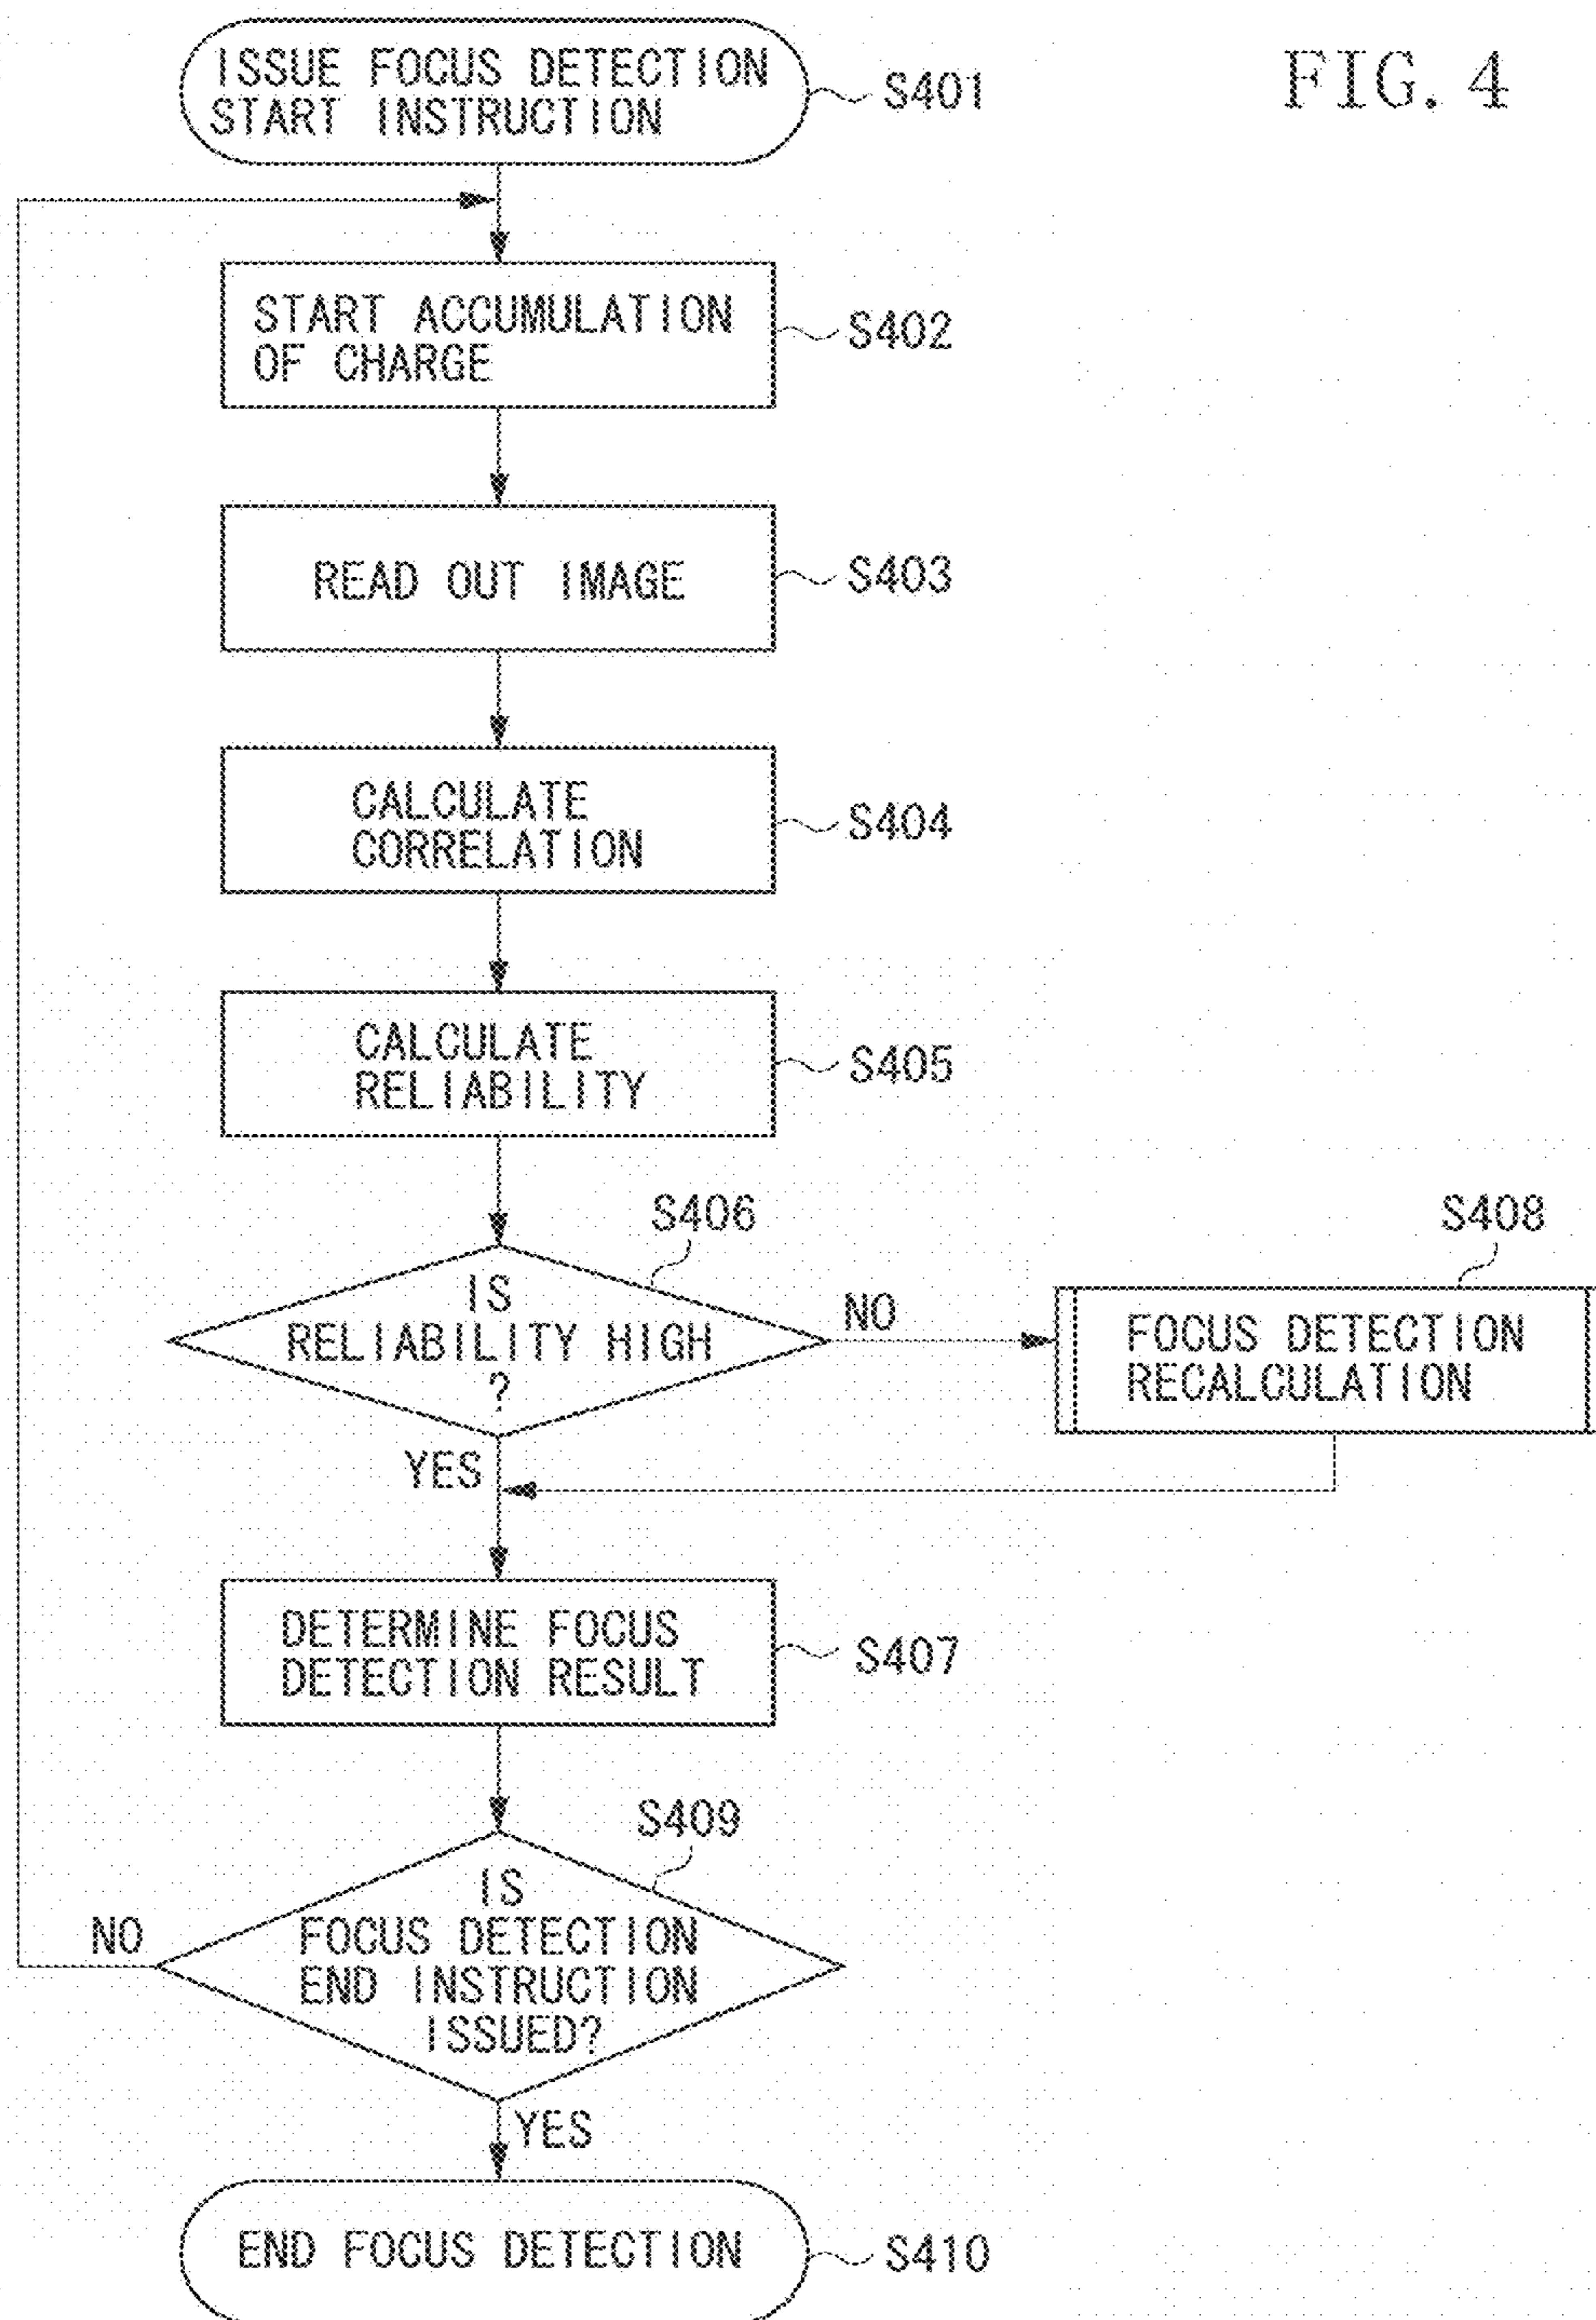 FIG. 4
ISSUE FOCUS DETECTION
START INSTRUCTION
S401
START ACCUMULATION
OF CHARGE
S402
READ OUT IMAGE
S403
CALCULATE
CORRELATION
S404
CALCULATE
RELIABILITY
S405
S406
IS
RELIABILITY HIGH
?
NO
YES
S408
FOCUS DETECTION
RECALCULATION
DETERMINE FOCUS
DETECTION RESULT
S407
S409
IS
FOCUS DETECTION
END INSTRUCTION
ISSUED?
NO
YES
END FOCUS DETECTION
S410